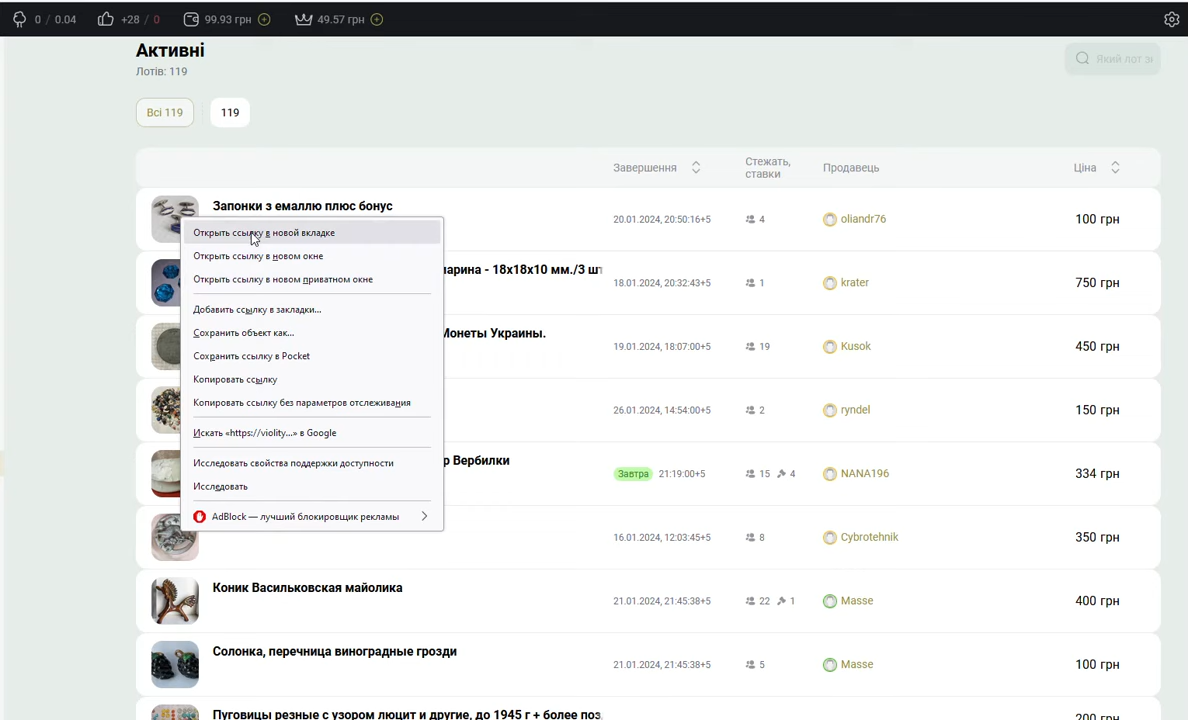 0 / 0.04 +28 / 0 99.93 грн 49.57 грн
Активні
Лотів: 119
Який лот з
Всі 119 119
Завершення Стежать, ставки Продавець Ціна
Запонки з емаллю плюс бонус
20.01.2024, 20:50:16+5 4 oliandr76 100 грн
Открыть ссылку в новой вкладке
Открыть ссылку в новом окне
Открыть ссылку в новом приватном окне
Добавить ссылку в закладки...
Сохранить объект как...
Сохранить ссылку в Pocket
Копировать ссылку
Копировать ссылку без параметров отслеживания
Искать «https://violity...» в Google
Исследовать свойства поддержки доступности
Исследовать
AdBlock — лучший блокировщик рекламы
- 18x18x10 мм./3 шт
18.01.2024, 20:32:43+5 1 krater 750 грн
Монеты Украины.
19.01.2024, 18:07:00+5 19 Kusok 450 грн
26.01.2024, 14:54:00+5 2 ryndel 150 грн
Вербилки
Завтра 21:19:00+5 15 4 NANA196 334 грн
16.01.2024, 12:03:45+5 8 Cybrotehnik 350 грн
Коник Васильковская майолика
21.01.2024, 21:45:38+5 22 1 Masse 400 грн
Солонка, перечница виноградные грозди
21.01.2024, 21:45:38+5 5 Masse 100 грн
Пуговицы резные с узором люцит и другие, до 1945 г + более поз
200 грн